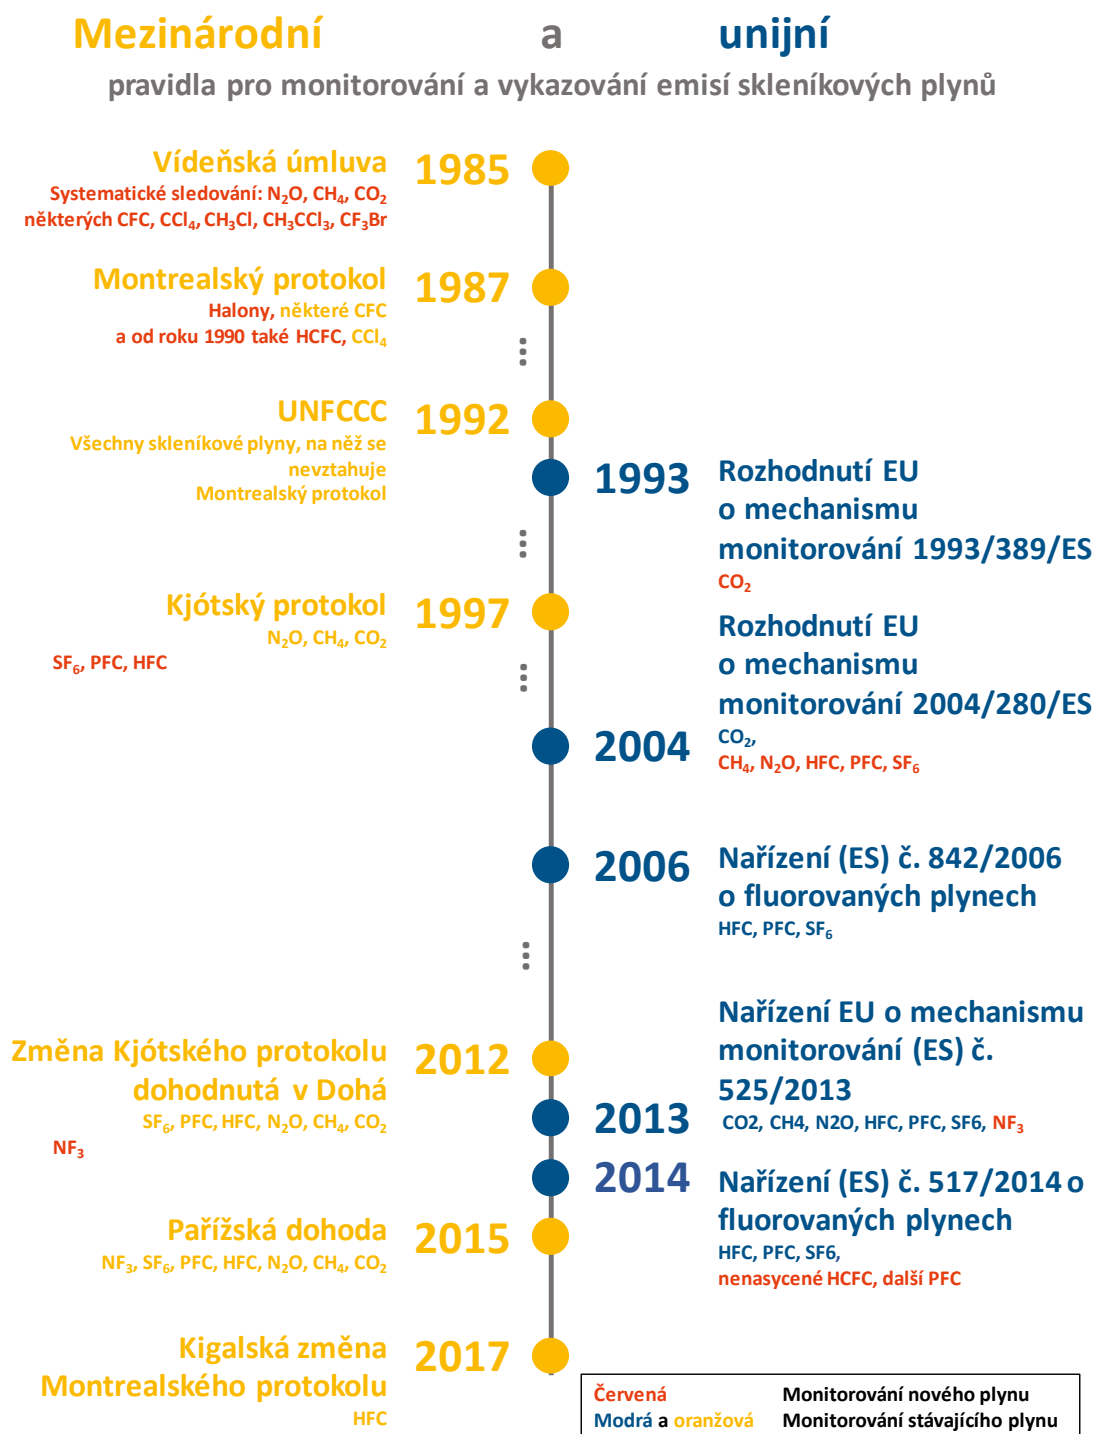 Mezinárodní a unijní
pravidla pro monitorování a vykazování emisí skleníkových plynů
Vídeňská úmluva 1985
Systematické sledování: N₂O, CH₄, CO₂
některých CFC, CCl₄, CH₃Cl, CH₃CCl₃, CF₃Br
Montrealský protokol 1987
Halony, některé CFC
a od roku 1990 také HCFC, CCl₄
UNFCCC 1992
Všechny skleníkové plyny, na něž se
nevztahuje
Montrealský protokol
1993 Rozhodnutí EU
o mechanismu
monitorování 1993/389/ES
CO₂
Kjótský protokol 1997
N₂O, CH₄, CO₂
SF₆, PFC, HFC
Rozhodnutí EU
o mechanismu
monitorování 2004/280/ES
2004 CO₂,
CH₄, N₂O, HFC, PFC, SF₆
2006 Nařízení (ES) č. 842/2006
o fluorovaných plynech
HFC, PFC, SF₆
Změna Kjótského protokolu 2012
dohodnutá v Dohá
SF₆, PFC, HFC, N₂O, CH₄, CO₂
NF₃
Nařízení EU o mechanismu
monitorování (ES) č.
525/2013
2013 CO2, CH4, N2O, HFC, PFC, SF6, NF₃
2014 Nařízení (ES) č. 517/2014 o
fluorovaných plynech
HFC, PFC, SF6,
nenasycené HCFC, další PFC
Pařížská dohoda 2015
NF₃, SF₆, PFC, HFC, N₂O, CH₄, CO₂
Kigalská změna 2017
Montrealského protokolu
HFC
Červená Monitorování nového plynu
Modrá a oranžová Monitorování stávajícího plynu